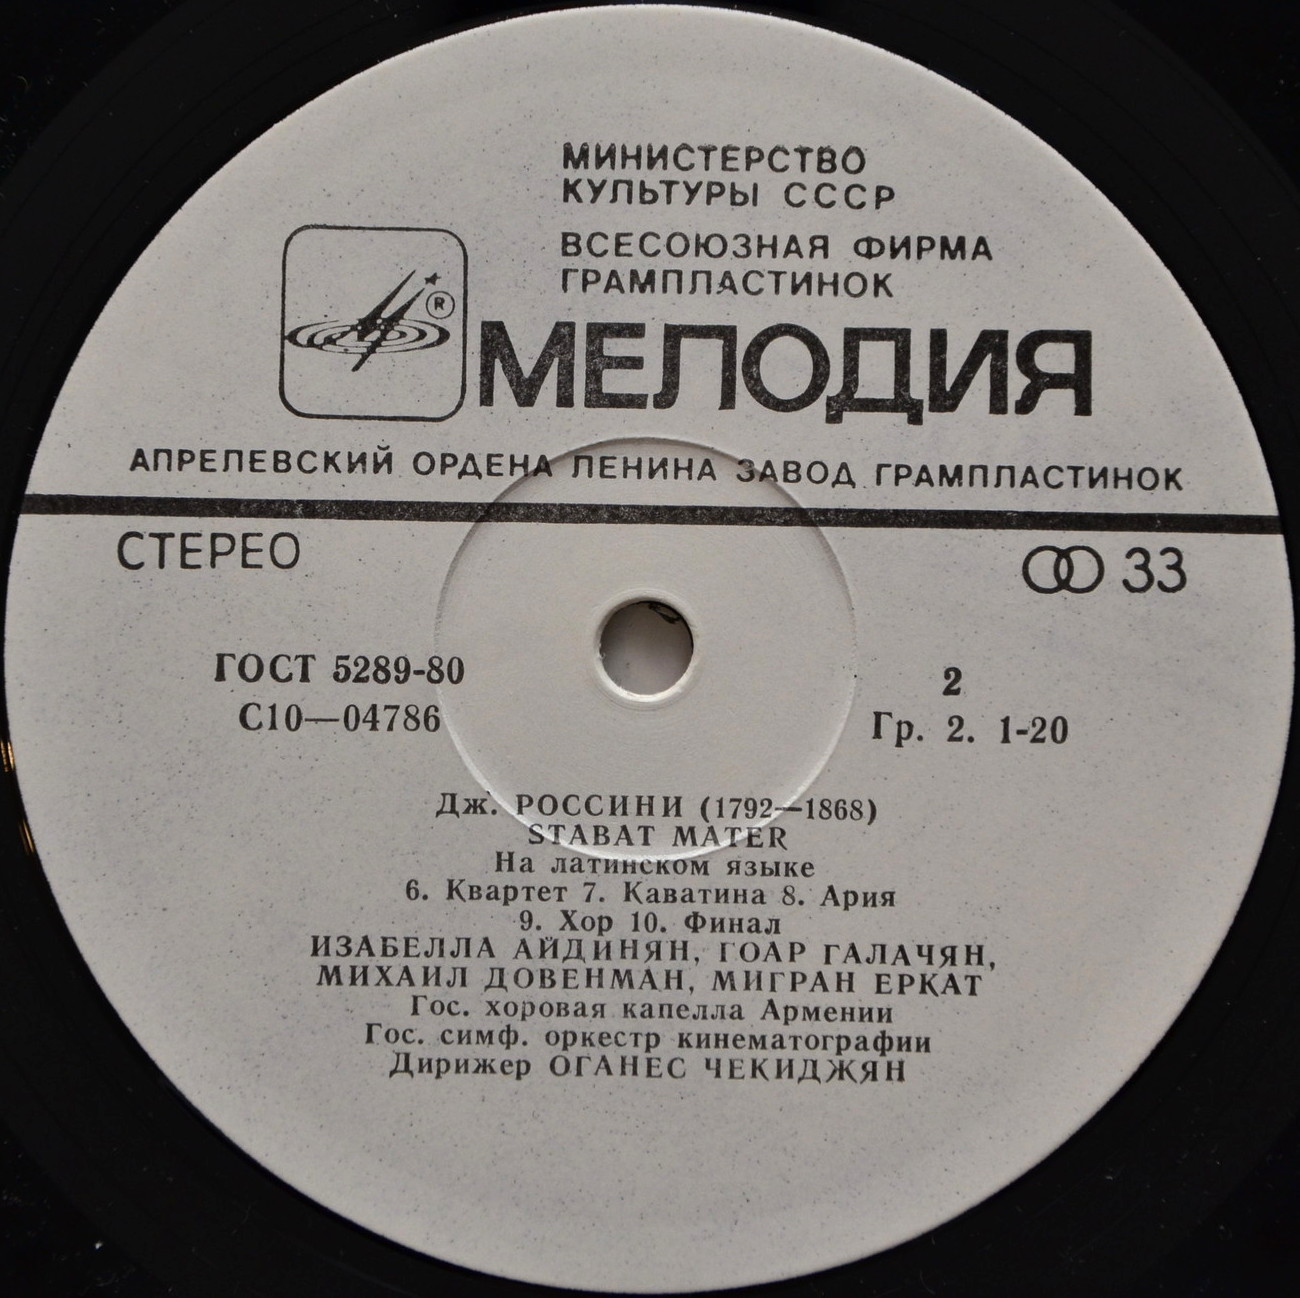 МИНИСТЕРСТВО
КУЛЬТУРЫ СССР
ВСЕСОЮЗНАЯ ФИРМА
ГРАМПЛАСТИНОК
®
МЕЛОДИЯ
АПРЕЛЕВСКИЙ ОРДЕНА ЛЕНИНА ЗАВОД ГРАМПЛАСТИНОК
СТЕРЕО
33
ГОСТ 5289-80
С10—04786
2
Гр. 2. 1-20
Дж. РОССИНИ (1792—1868)
STABAT MATER
На латинском языке
6. Квартет 7. Каватина 8. Ария
9. Хор 10. Финал
ИЗАБЕЛЛА АЙДИНЯН, ГОАР ГАЛАЧЯН,
МИХАИЛ ДОВЕНМАН, МИГРАН ЕРКАТ
Гос. хоровая капелла Армении
Гос. симф. оркестр кинематографии
Дирижер ОГАНЕС ЧЕКИДЖЯН